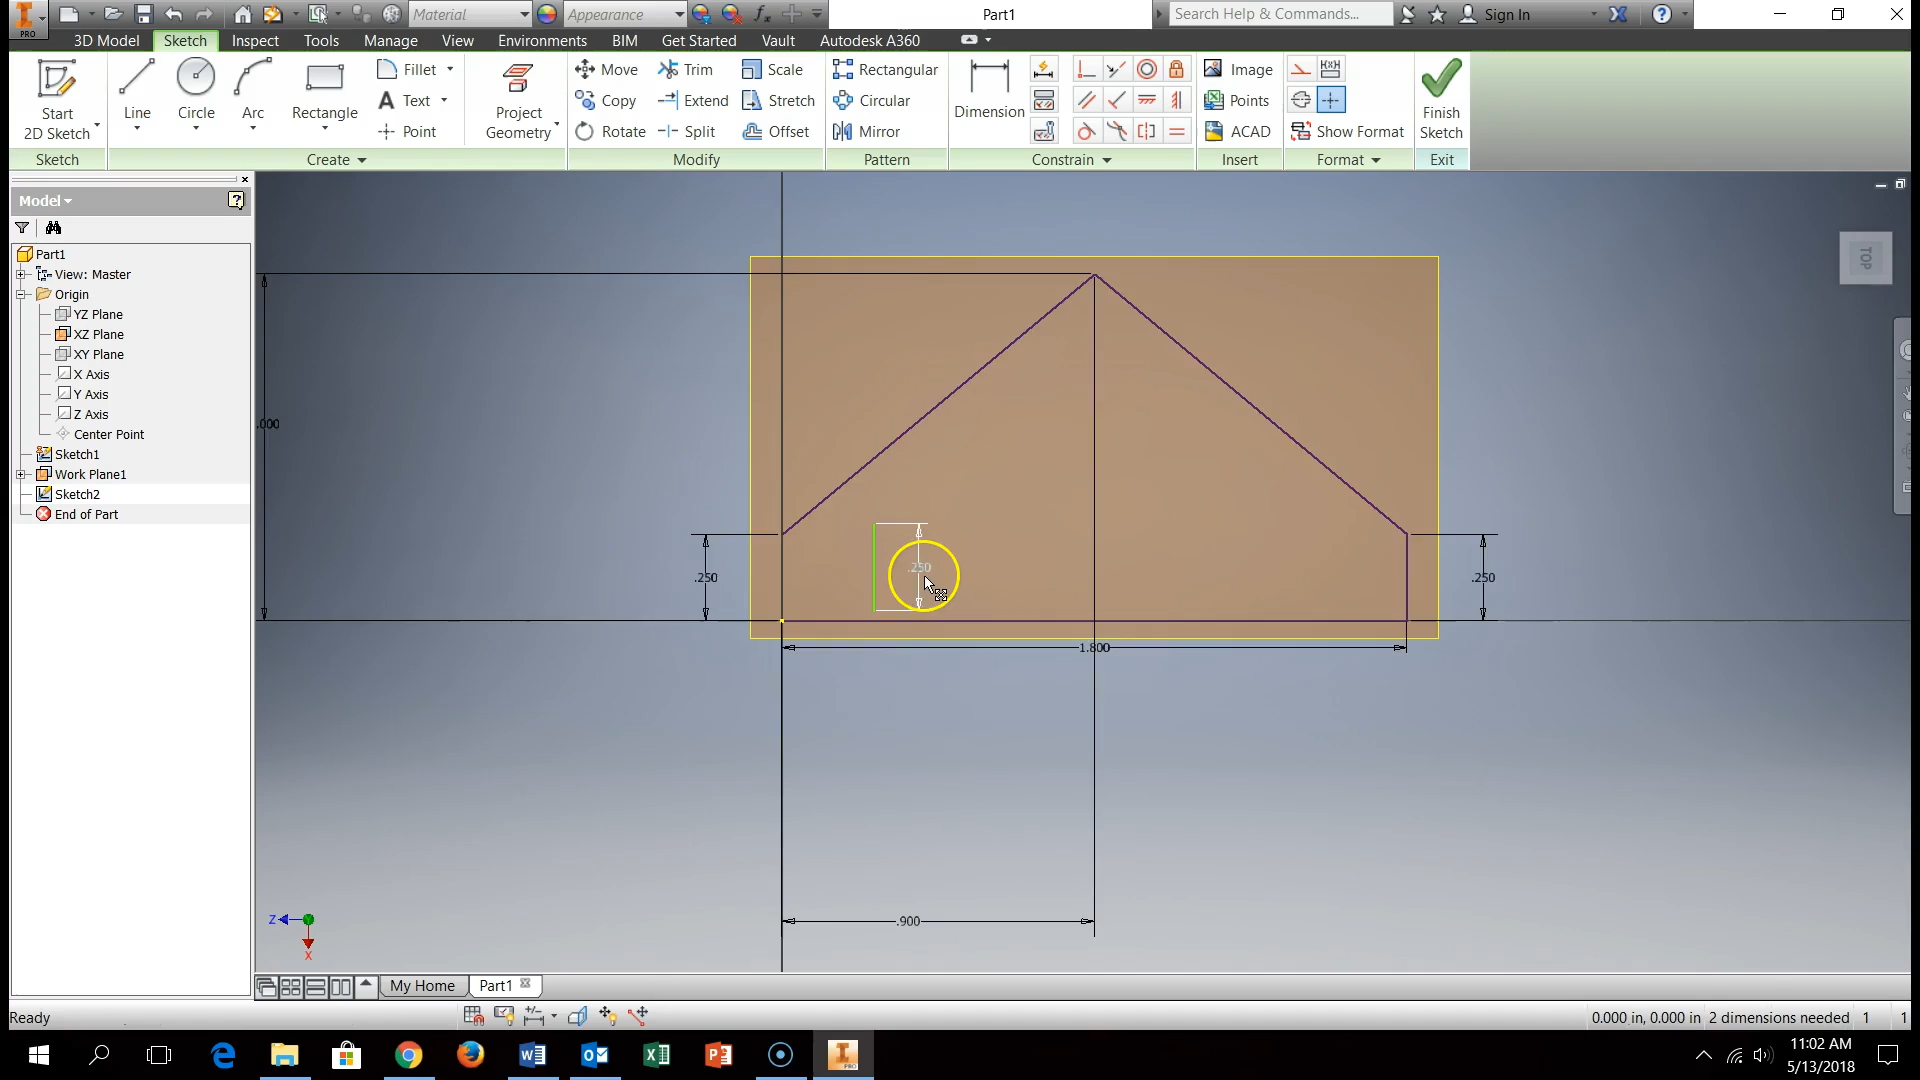 Material
Appearance
Part1
Search Help & Commands...
Sign In
PRO
3D Model
Sketch
Inspect
Tools
Manage
View
Environments
BIM
Get Started
Vault
Autodesk A360
Start
2D Sketch
Line
Circle
Arc
Rectangle
Fillet
Text
Point
Project
Geometry
Move
Copy
Rotate
Trim
Extend
Split
Scale
Stretch
Offset
Rectangular
Circular
Mirror
Dimension
Image
Points
ACAD
Show Format
Finish
Sketch
Sketch
Create
Modify
Pattern
Constrain
Insert
Format
Exit
Model
Part1
View: Master
Origin
YZ Plane
XZ Plane
XY Plane
X Axis
Y Axis
Z Axis
Center Point
Sketch1
Work Plane1
Sketch2
End of Part
TOP
.000
.250
.250
.250
1.800
.900
Z
X
My Home
Part1
Ready
0.000 in, 0.000 in 2 dimensions needed 1 1
11:02 AM
5/13/2018